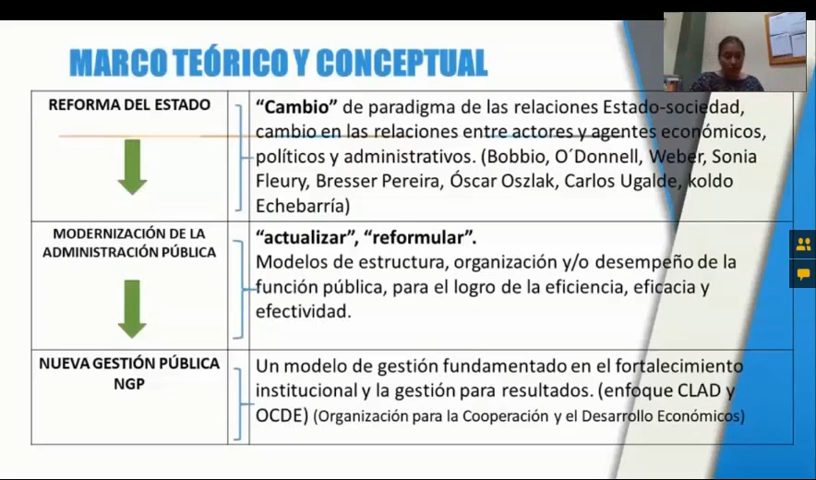 MARCO TEÓRICO Y CONCEPTUAL
REFORMA DEL ESTADO
“Cambio” de paradigma de las relaciones Estado-sociedad,
cambio en las relaciones entre actores y agentes económicos,
políticos y administrativos. (Bobbio, O´Donnell, Weber, Sonia
Fleury, Bresser Pereira, Óscar Oszlak, Carlos Ugalde, koldo
Echebarría)
MODERNIZACIÓN DE LA
ADMINISTRACIÓN PÚBLICA
“actualizar”, “reformular”.
Modelos de estructura, organización y/o desempeño de la
función pública, para el logro de la eficiencia, eficacia y
efectividad.
NUEVA GESTIÓN PÚBLICA
NGP
Un modelo de gestión fundamentado en el fortalecimiento
institucional y la gestión para resultados. (enfoque CLAD y
OCDE) (Organización para la Cooperación y el Desarrollo Económicos)